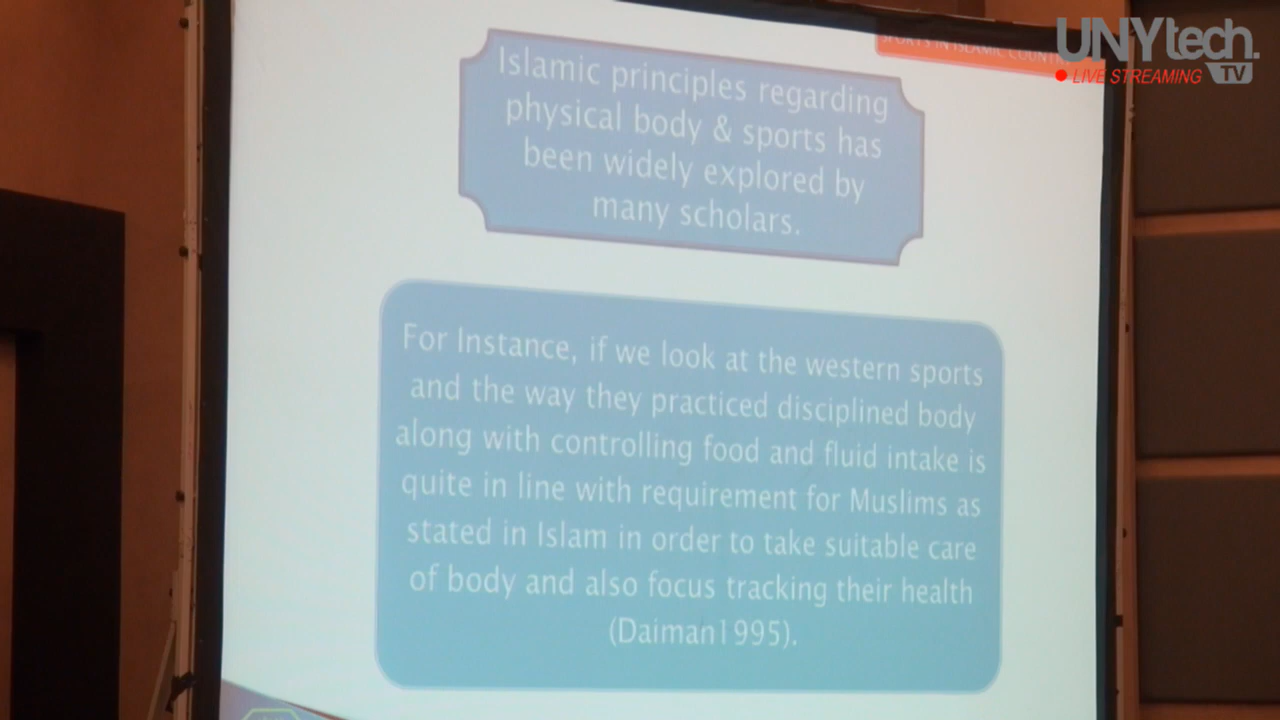 UNYtech.
TV
LIVE STREAMING
SPORTS IN ISLAMIC
Islamic principles regarding
physical body & sports has
been widely explored by
many scholars.
For Instance, if we look at the western sports
and the way they practiced disciplined body
along with controlling food and fluid intake is
quite in line with requirement for Muslims as
stated in Islam in order to take suitable care
of body and also focus tracking their health
(Daiman1995).